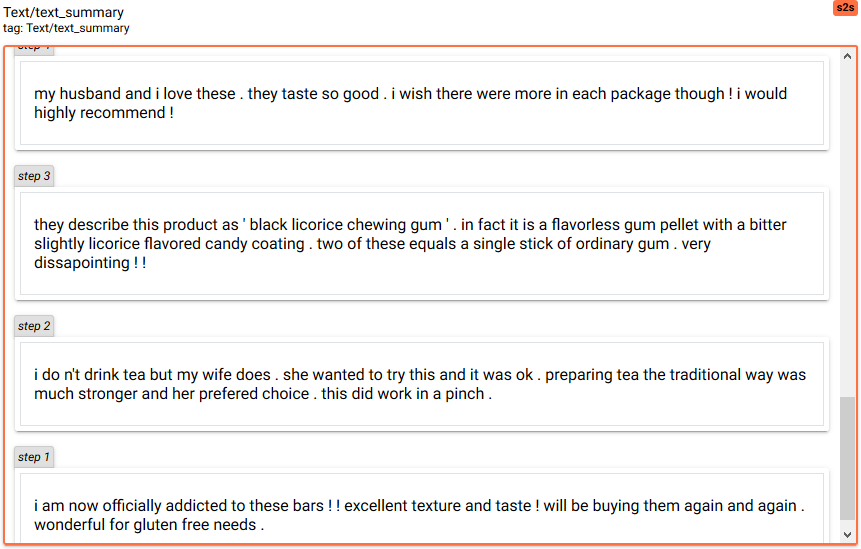 Text/text_summary
s2s
tag: Text/text_summary
my husband and i love these . they taste so good . i wish there were more in each package though ! i would
highly recommend !
step 3
they describe this product as ' black licorice chewing gum ' . in fact it is a flavorless gum pellet with a bitter
slightly licorice flavored candy coating . two of these equals a single stick of ordinary gum . very
dissapointing ! !
step 2
i do n't drink tea but my wife does . she wanted to try this and it was ok . preparing tea the traditional way was
much stronger and her prefered choice . this did work in a pinch .
step 1
i am now officially addicted to these bars ! ! excellent texture and taste ! will be buying them again and again .
wonderful for gluten free needs .